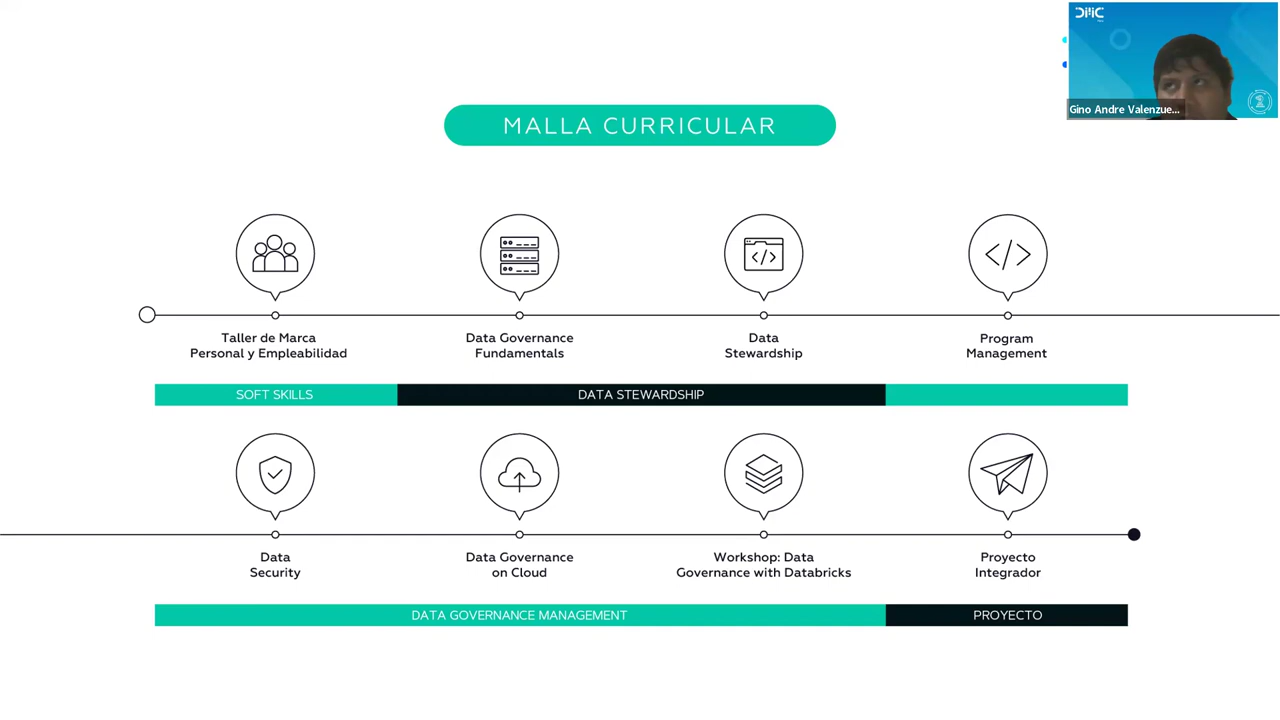 DMC
Gino Andre Valenzue...
MALLA CURRICULAR
Taller de Marca
Personal y Empleabilidad
Data Governance
Fundamentals
Data
Stewardship
Program
Management
SOFT SKILLS
DATA STEWARDSHIP
Data
Security
Data Governance
on Cloud
Workshop: Data
Governance with Databricks
Proyecto
Integrador
DATA GOVERNANCE MANAGEMENT
PROYECTO